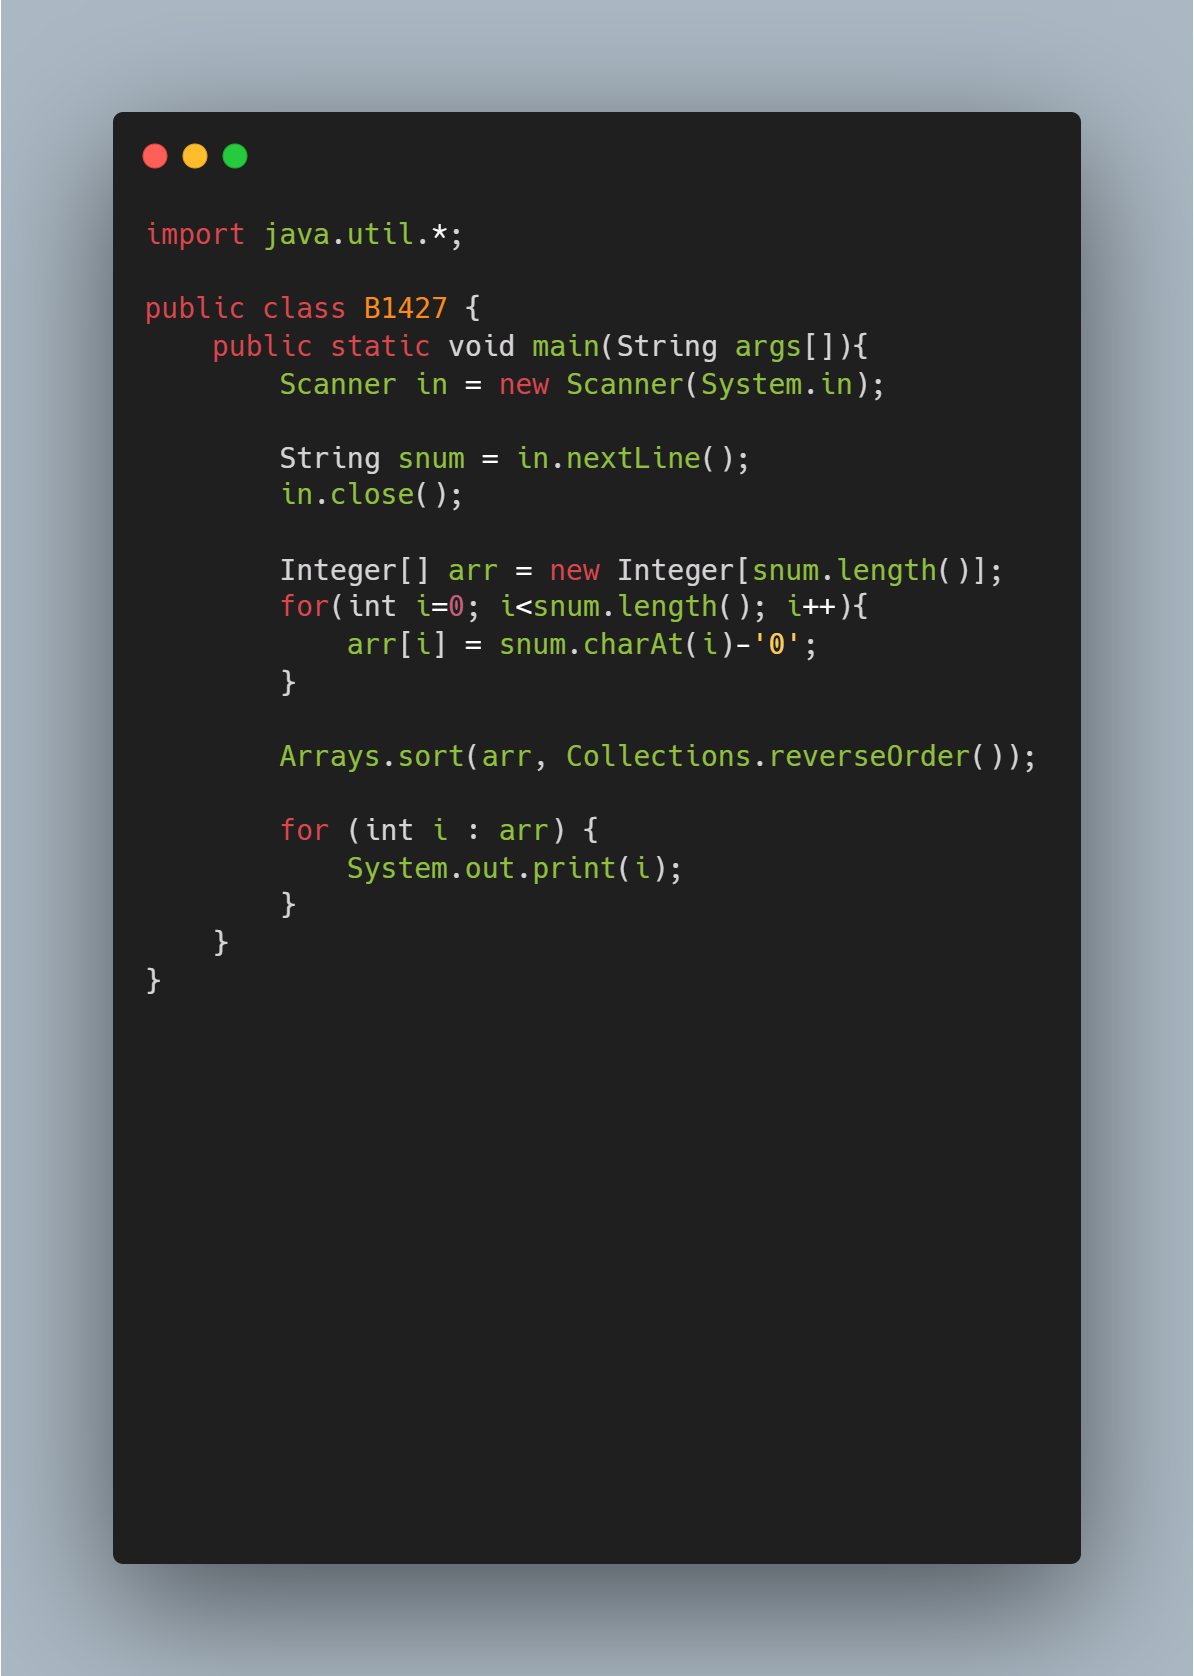 import java.util.*;

public class B1427 {
    public static void main(String args[]){
        Scanner in = new Scanner(System.in);

        String snum = in.nextLine();
        in.close();

        Integer[] arr = new Integer[snum.length()];
        for(int i=0; i<snum.length(); i++){
            arr[i] = snum.charAt(i)-'0';
        }

        Arrays.sort(arr, Collections.reverseOrder());

        for (int i : arr) {
            System.out.print(i);
        }
    }
}